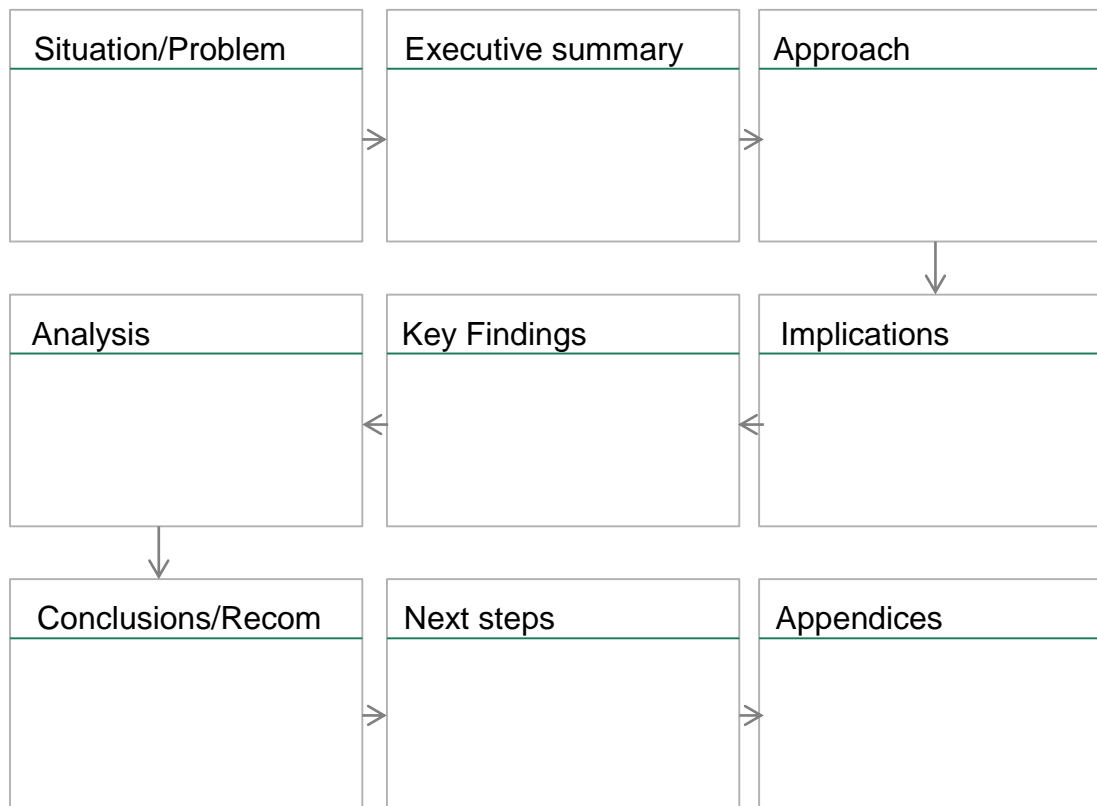 Situation/Problem
Executive summary
Approach
Analysis
Key Findings
Implications
Conclusions/Recom
Next steps
Appendices